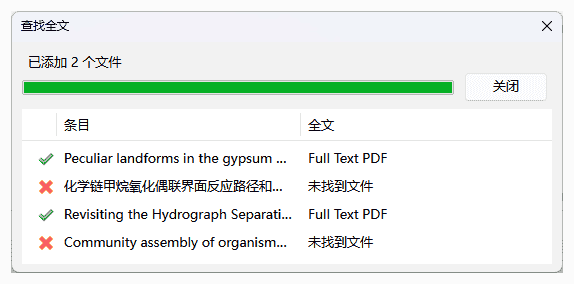 查找全文
已添加 2 个文件
关闭
条目 全文
Peculiar landforms in the gypsum ... Full Text PDF
化学链甲烷氧化偶联界面反应路径和... 未找到文件
Revisiting the Hydrograph Separati... Full Text PDF
Community assembly of organism... 未找到文件